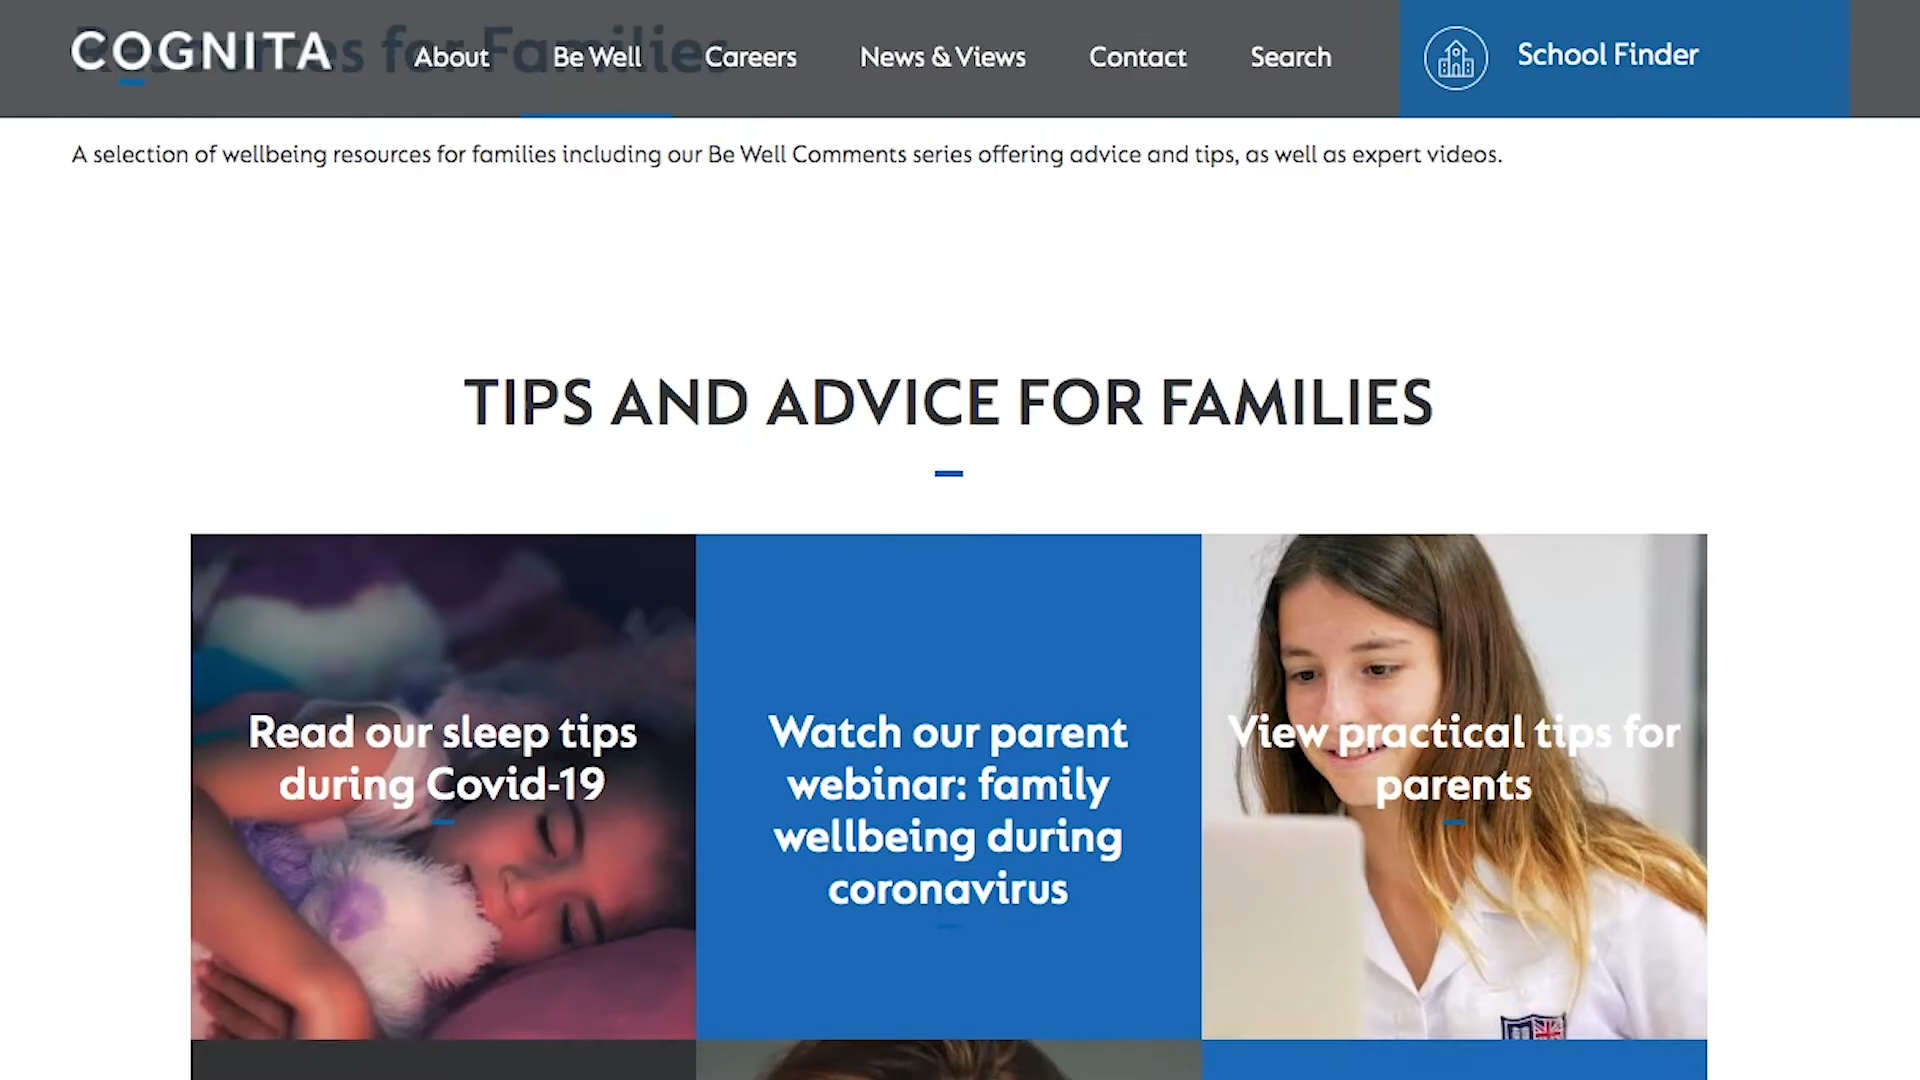 Resources for Families
COGNITA
About
Be Well
Careers
News & Views
Contact
Search
School Finder
A selection of wellbeing resources for families including our Be Well Comments series offering advice and tips, as well as expert videos.
TIPS AND ADVICE FOR FAMILIES
Read our sleep tips
during Covid-19
Watch our parent
webinar: family
wellbeing during
coronavirus
View practical tips for
parents